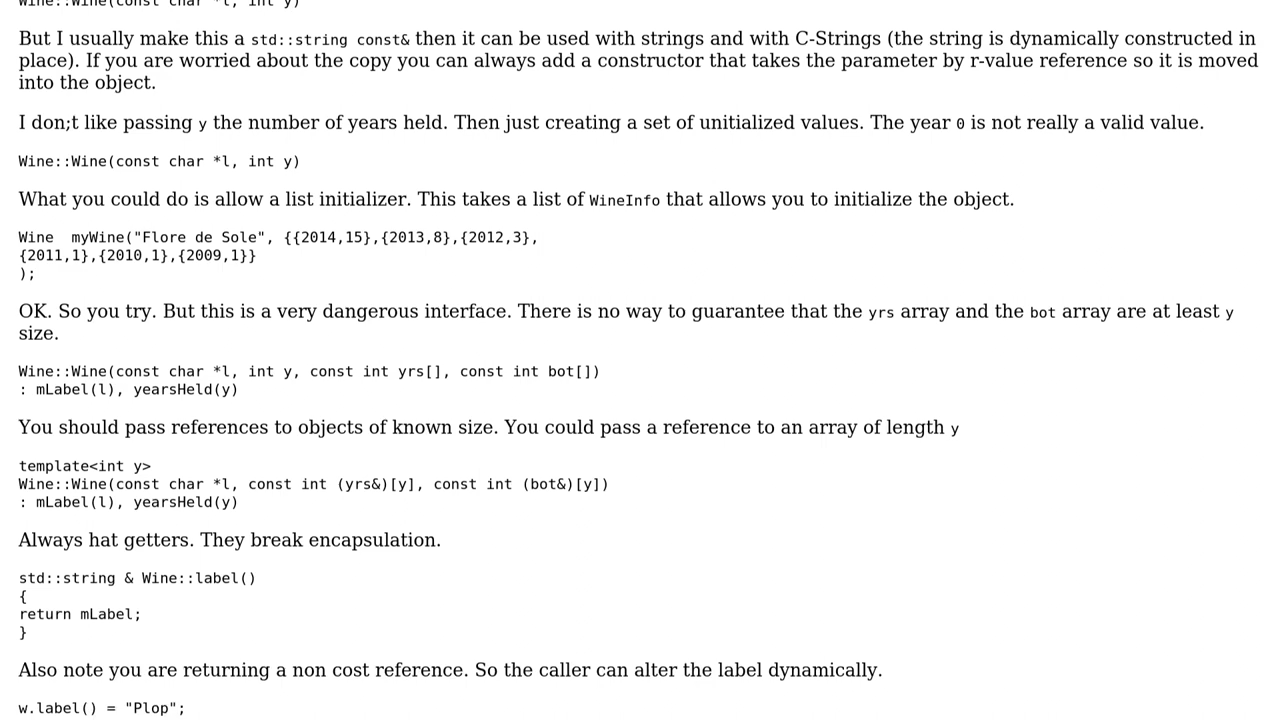 Wine::Wine(const char *l, int y)
But I usually make this a std::string const& then it can be used with strings and with C-Strings (the string is dynamically constructed in
place). If you are worried about the copy you can always add a constructor that takes the parameter by r-value reference so it is moved
into the object.
I don;t like passing y the number of years held. Then just creating a set of unitialized values. The year 0 is not really a valid value.
Wine::Wine(const char *l, int y)
What you could do is allow a list initializer. This takes a list of WineInfo that allows you to initialize the object.
Wine  myWine("Flore de Sole", {{2014,15},{2013,8},{2012,3},
{2011,1},{2010,1},{2009,1}}
);
OK. So you try. But this is a very dangerous interface. There is no way to guarantee that the yrs array and the bot array are at least y
size.
Wine::Wine(const char *l, int y, const int yrs[], const int bot[])
: mLabel(l), yearsHeld(y)
You should pass references to objects of known size. You could pass a reference to an array of length y
template<int y>
Wine::Wine(const char *l, const int (yrs&)[y], const int (bot&)[y])
: mLabel(l), yearsHeld(y)
Always hat getters. They break encapsulation.
std::string & Wine::label()
{
return mLabel;
}
Also note you are returning a non cost reference. So the caller can alter the label dynamically.
w.label() = "Plop";